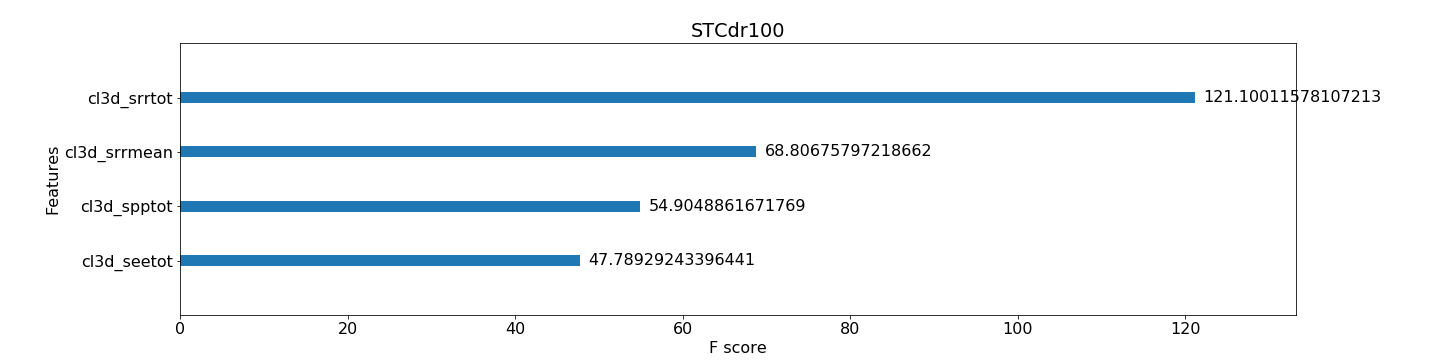 STCdr100
cl3d_srrtot
121.10011578107213
cl3d_srrmean
68.80675797218662
cl3d_spptot
54.9048861671769
cl3d_seetot
47.78929243396441
Features
0 20 40 60 80 100 120
F score